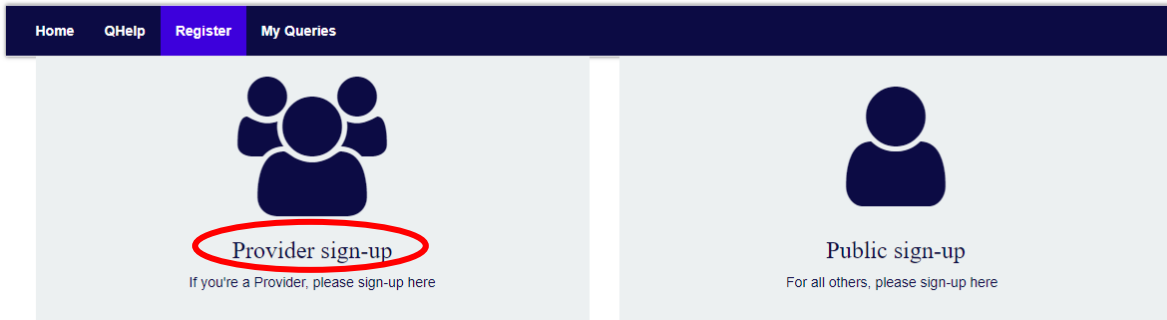 Home QHelp Register My Queries
Provider sign-up
If you're a Provider, please sign-up here
Public sign-up
For all others, please sign-up here